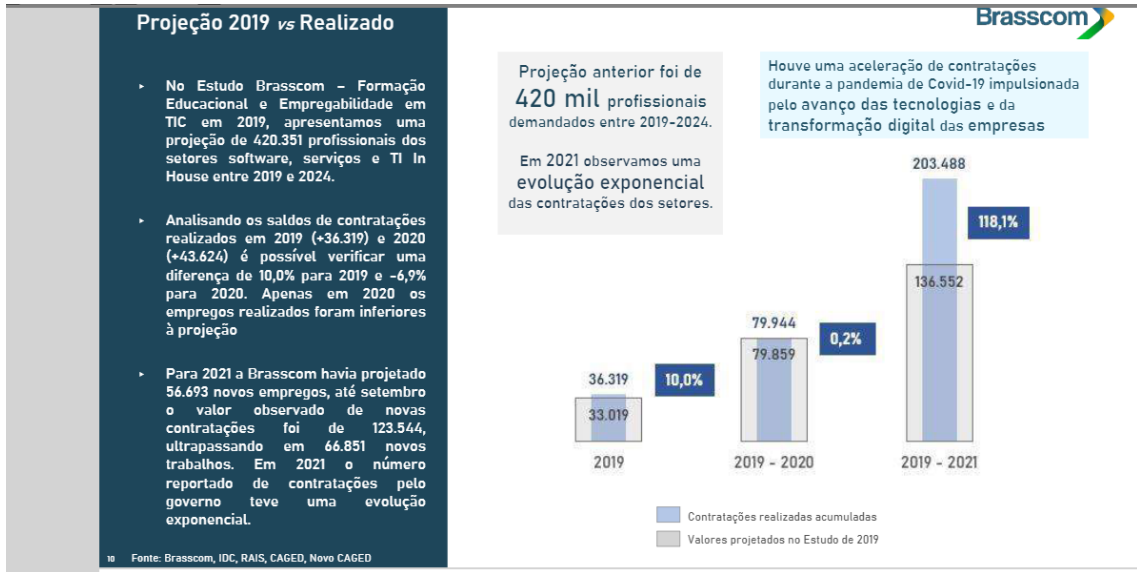 Projeção 2019 vs Realizado
▸ No Estudo Brasscom – Formação
Educacional e Empregabilidade em
TIC em 2019, apresentamos uma
projeção de 420.351 profissionais dos
setores software, serviços e TI In
House entre 2019 e 2024.
▸ Analisando os saldos de contratações
realizados em 2019 (+36.319) e 2020
(+43.624) é possível verificar uma
diferença de 10,0% para 2019 e -6,9%
para 2020. Apenas em 2020 os
empregos realizados foram inferiores
à projeção
▸ Para 2021 a Brasscom havia projetado
56.693 novos empregos, até setembro
o valor observado de novas
contratações foi de 123.544,
ultrapassando em 66.851 novos
trabalhos. Em 2021 o número
reportado de contratações pelo
governo teve uma evolução
exponencial.
10 Fonte: Brasscom, IDC, RAIS, CAGED, Novo CAGED
Brasscom
Projeção anterior foi de
420 mil profissionais
demandados entre 2019-2024.
Em 2021 observamos uma
evolução exponencial
das contratações dos setores.
Houve uma aceleração de contratações
durante a pandemia de Covid-19 impulsionada
pelo avanço das tecnologias e da
transformação digital das empresas
203.488
118,1%
136.552
79.944
0,2%
79.859
36.319
10,0%
33.019
2019
2019 - 2020
2019 - 2021
Contratações realizadas acumuladas
Valores projetados no Estudo de 2019